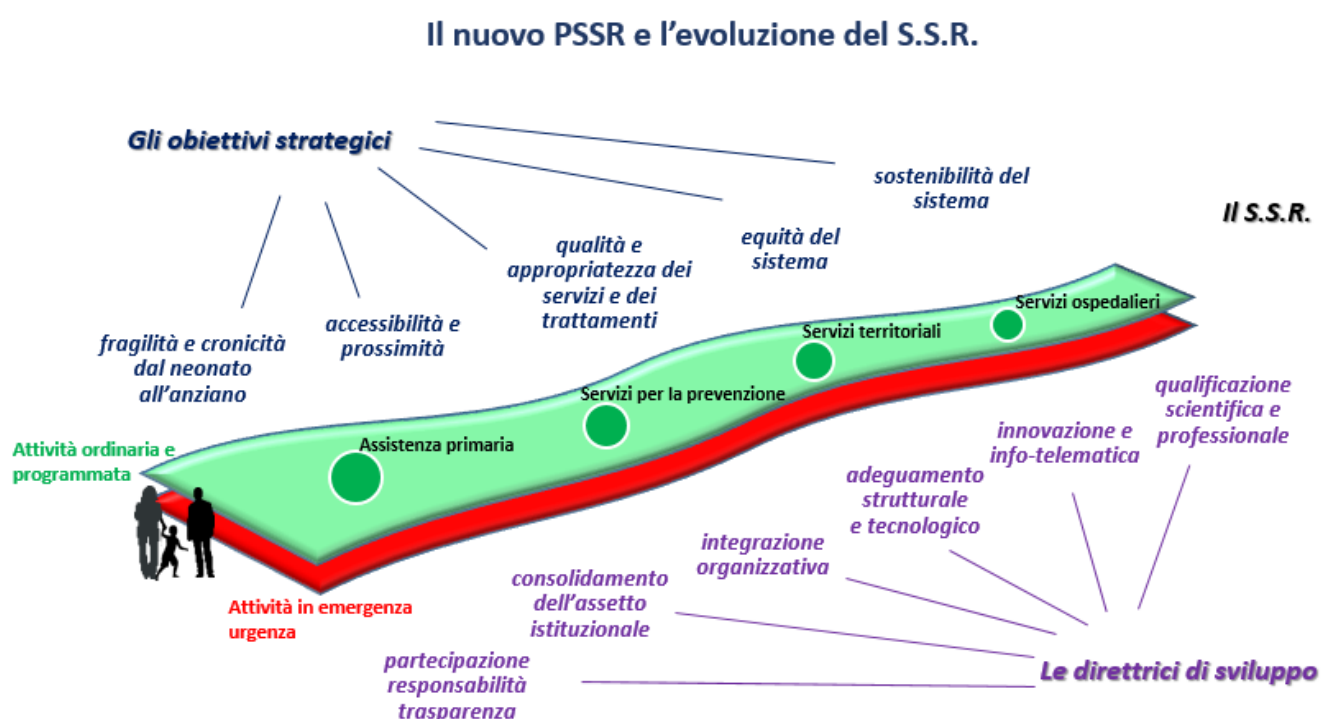 Il nuovo PSSR e l'evoluzione del S.S.R.
Gli obiettivi strategici
sostenibilità del
sistema
Il S.S.R.
equità del
sistema
qualità e
appropriatezza dei
servizi e dei
trattamenti
accessibilità e
prossimità
fragilità e cronicità
dal neonato
all'anziano
Servizi ospedalieri
Servizi territoriali
Servizi per la prevenzione
Assistenza primaria
Attività ordinaria e
programmata
Attività in emergenza
urgenza
qualificazione
scientifica e
professionale
innovazione e
info-telematica
adeguamento
strutturale
e tecnologico
integrazione
organizzativa
consolidamento
dell'assetto
istituzionale
partecipazione
responsabilità
trasparenza
Le direttrici di sviluppo